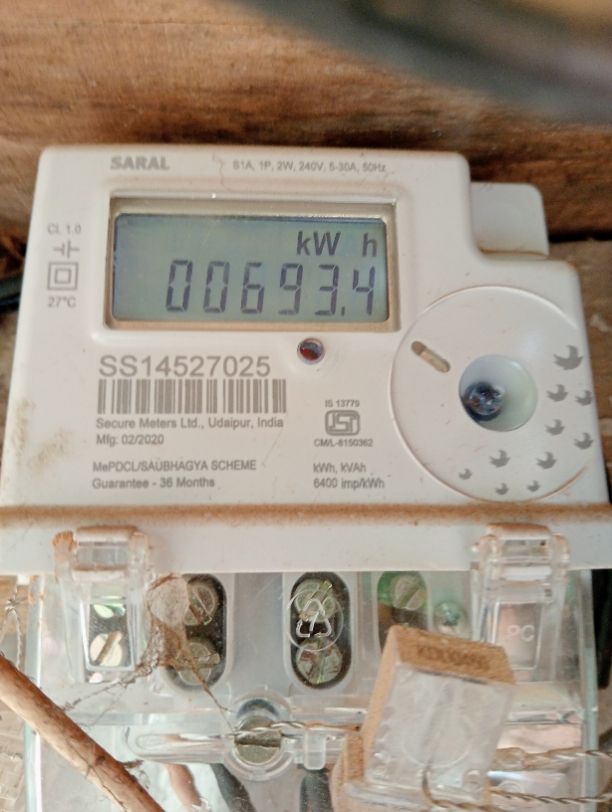 SARAL
S1A, 1P, 2W, 240V, 5-30A, 50Hz
CL 1.0
27°C
kW h
00693.4
SS14527025
Secure Meters Ltd., Udaipur, India
Mfg: 02/2020
IS 13779
CM/L-8150362
MePDCL/SAUBHAGYA SCHEME
Guarantee - 36 Months
kWh, KVAh
6400 imp/kWh
PC